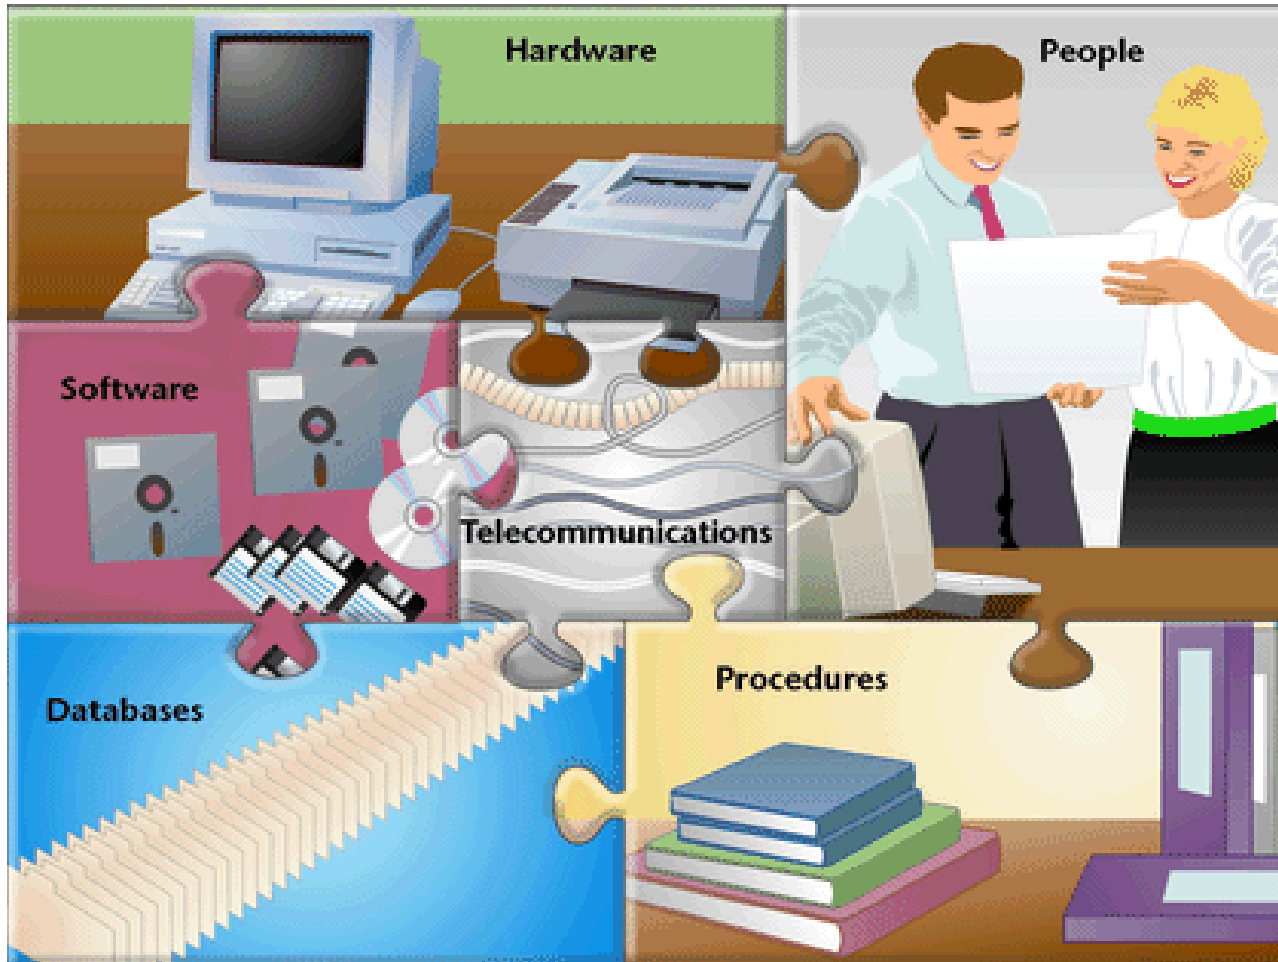 Hardware
People
Software
Telecommunications
Procedures
Databases